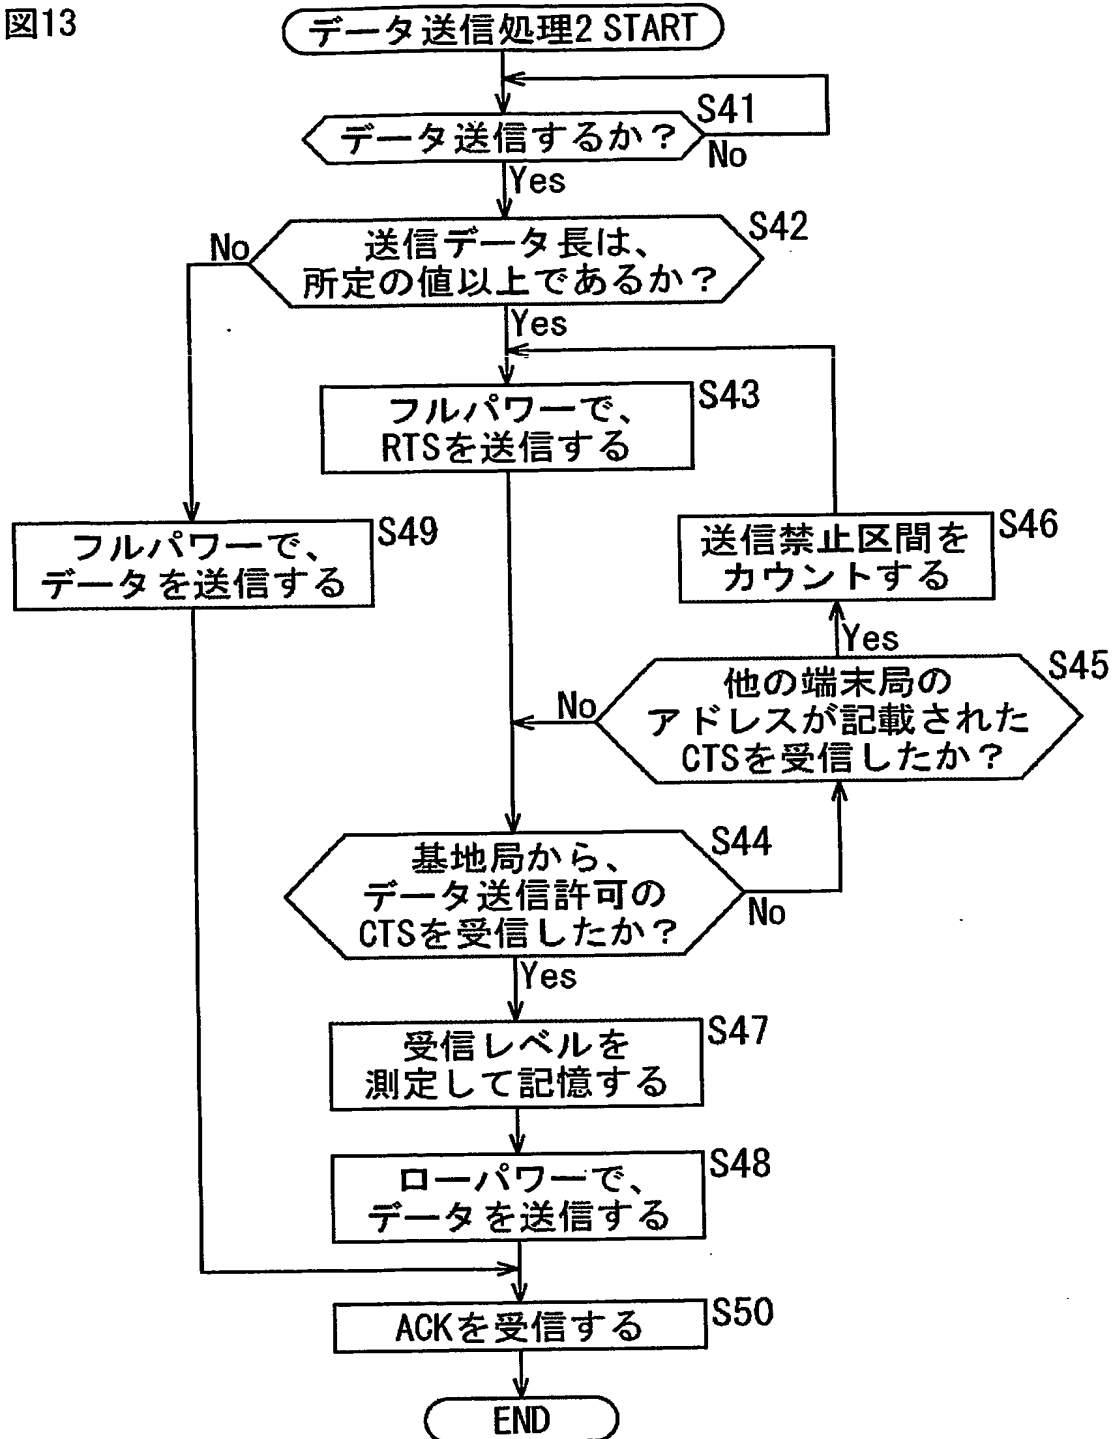 図13
データ送信処理2 START
データ送信するか?
S41
No
Yes
送信データ長は、
所定の値以上であるか?
S42
No
Yes
フルパワーで、
RTSを送信する
S43
フルパワーで、
データを送信する
S49
送信禁止区間を
カウントする
S46
Yes
他の端末局の
アドレスが記載された
CTSを受信したか?
S45
No
基地局から、
データ送信許可の
CTSを受信したか?
S44
No
Yes
受信レベルを
測定して記憶する
S47
ローパワーで、
データを送信する
S48
ACKを受信する
S50
END